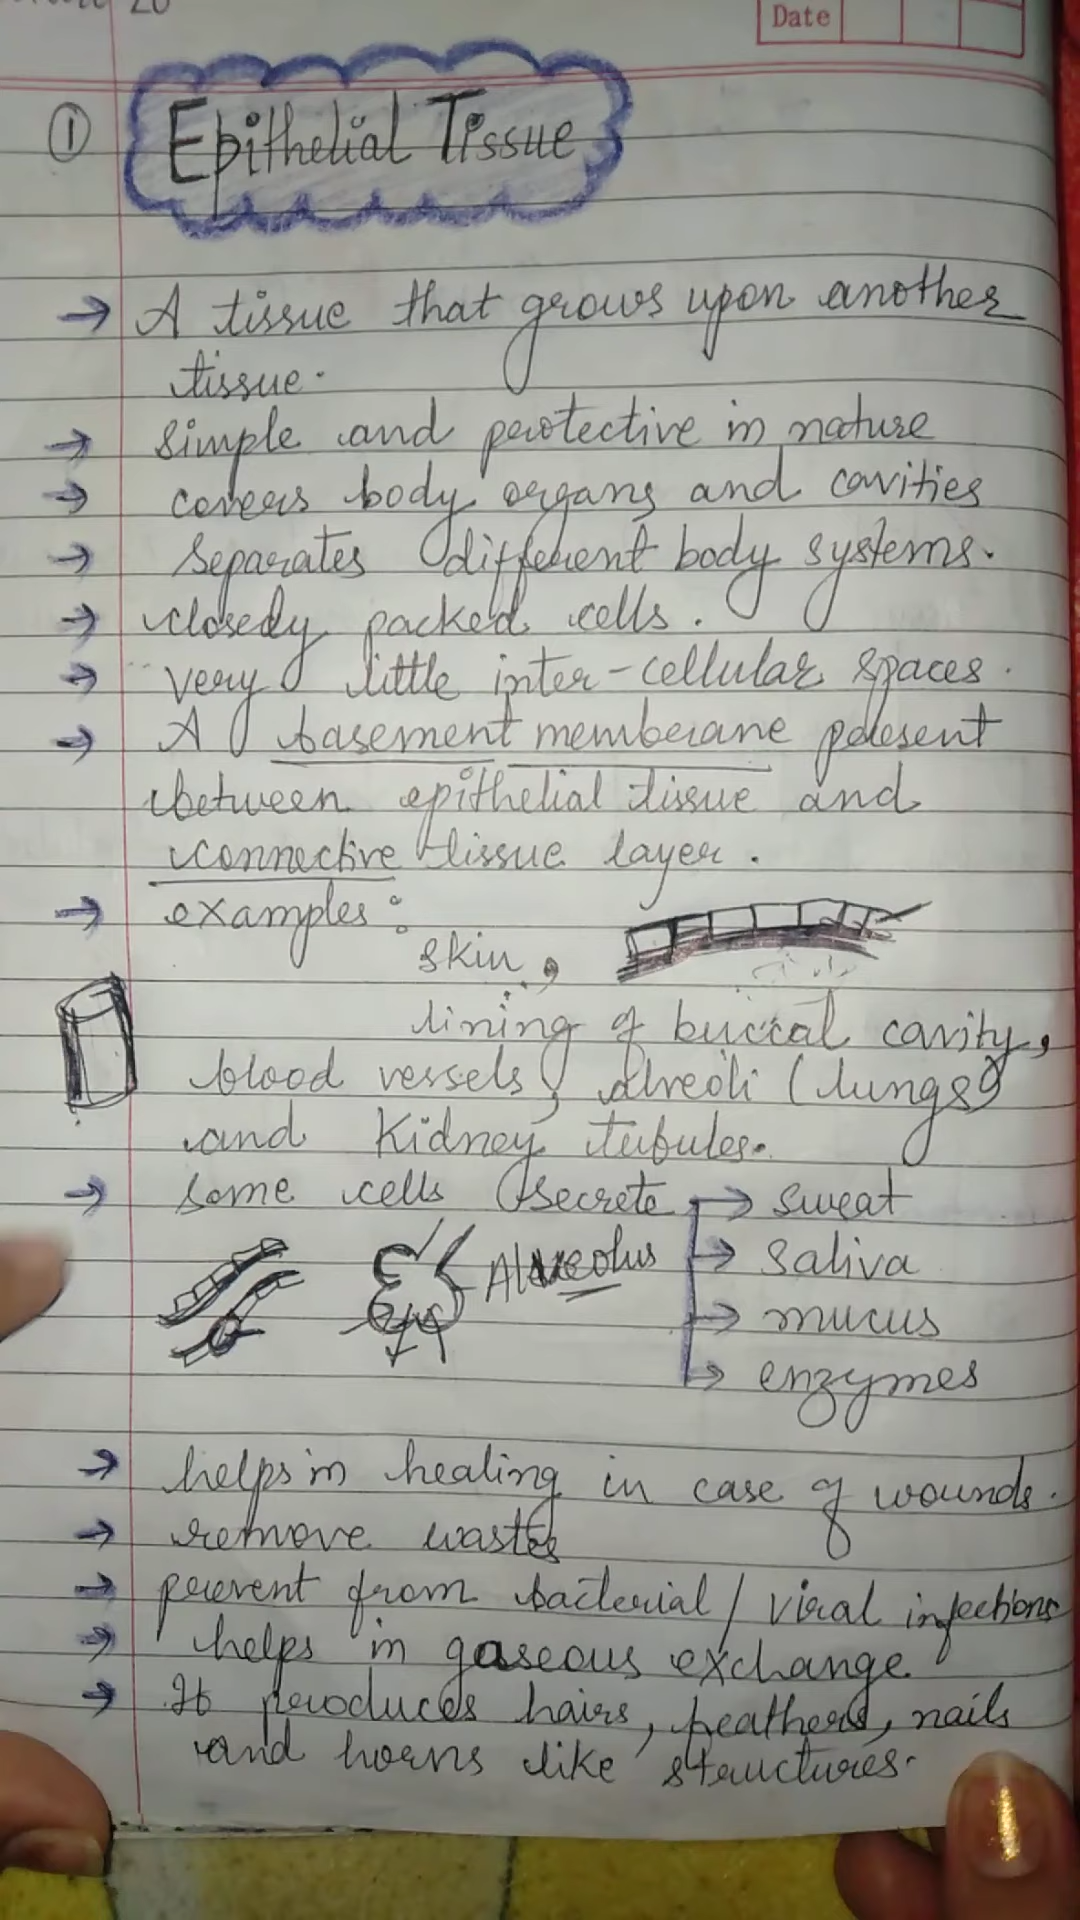 20
Date
① Epithelial Tissue
→ A tissue that grows upon another
tissue.
→ simple and protective in nature
→ covers body organs and cavities
→ separates different body systems.
→ closely packed cells.
→ very little inter-cellular spaces.
→ A basement membrane present
between epithelial tissue and
connective tissue layer.
→ examples:
skin,
lining of buccal cavity,
blood vessels, alveoli (lungs)
and Kidney tubules.
→ some cells secrete → sweat
Alveolus → saliva
→ mucus
→ enzymes
→ helps in healing in case of wounds.
→ remove wastes
→ prevent from bacterial / viral infections
→ helps in gaseous exchange.
→ It produces hairs, feathers, nails
and horns like structures.